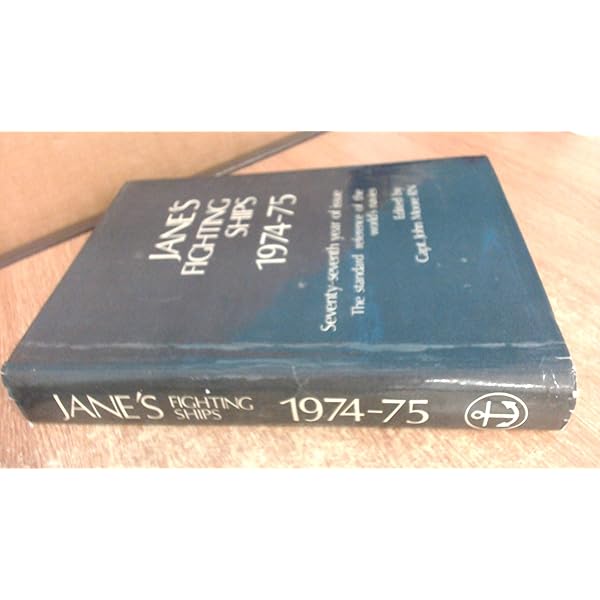 JANE'S
FIGHTING
SHIPS
1974-75
Seventy-seventh year of issue
The standard reference of the
world's navies
Edited by
Capt. John Moore RN
JANE'S FIGHTING
SHIPS 1974-75